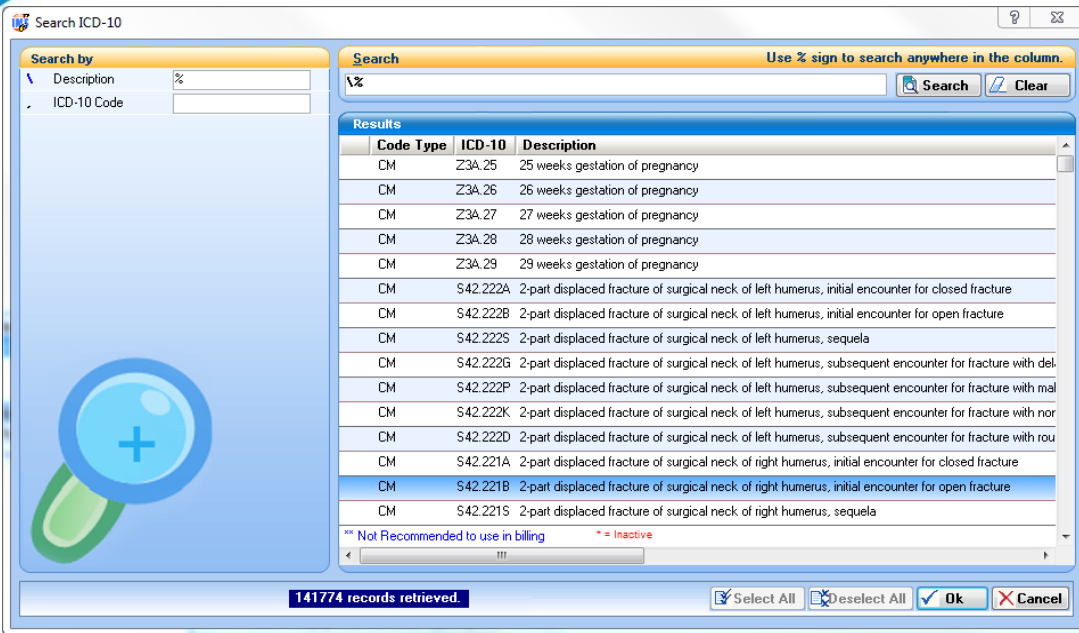 Search ICD-10
Search by
\ Description %
, ICD-10 Code
Search Use % sign to search anywhere in the column.
\% Search Clear
Results
Code Type ICD-10 Description
CM Z3A.25 25 weeks gestation of pregnancy
CM Z3A.26 26 weeks gestation of pregnancy
CM Z3A.27 27 weeks gestation of pregnancy
CM Z3A.28 28 weeks gestation of pregnancy
CM Z3A.29 29 weeks gestation of pregnancy
CM S42.222A 2-part displaced fracture of surgical neck of left humerus, initial encounter for closed fracture
CM S42.222B 2-part displaced fracture of surgical neck of left humerus, initial encounter for open fracture
CM S42.222S 2-part displaced fracture of surgical neck of left humerus, sequela
CM S42.222G 2-part displaced fracture of surgical neck of left humerus, subsequent encounter for fracture with del
CM S42.222P 2-part displaced fracture of surgical neck of left humerus, subsequent encounter for fracture with mal
CM S42.222K 2-part displaced fracture of surgical neck of left humerus, subsequent encounter for fracture with non
CM S42.222D 2-part displaced fracture of surgical neck of left humerus, subsequent encounter for fracture with rou
CM S42.221A 2-part displaced fracture of surgical neck of right humerus, initial encounter for closed fracture
CM S42.221B 2-part displaced fracture of surgical neck of right humerus, initial encounter for open fracture
CM S42.221S 2-part displaced fracture of surgical neck of right humerus, sequela
** Not Recommended to use in billing * = Inactive
141774 records retrieved. Select All Deselect All Ok Cancel